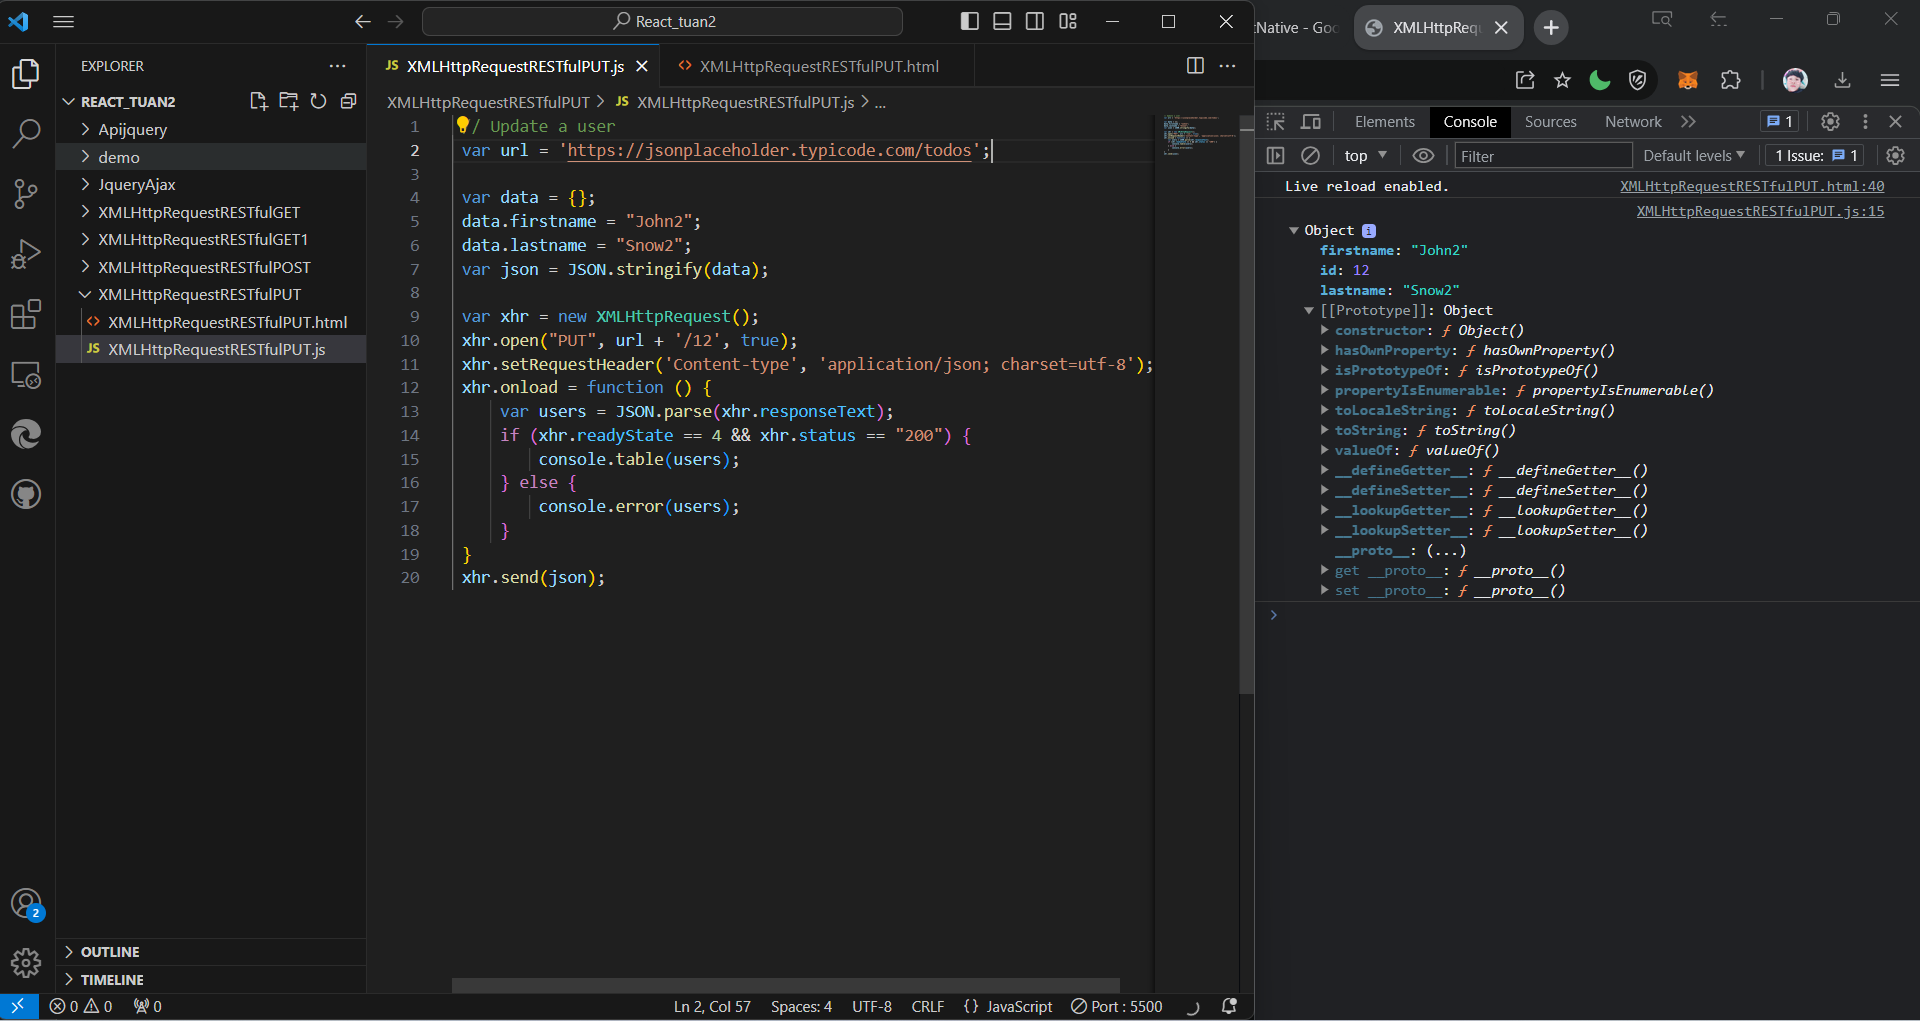 React_tuan2
EXPLORER
REACT_TUAN2
Apijquery
demo
JqueryAjax
XMLHttpRequestRESTfulGET
XMLHttpRequestRESTfulGET1
XMLHttpRequestRESTfulPOST
XMLHttpRequestRESTfulPUT
XMLHttpRequestRESTfulPUT.html
JS XMLHttpRequestRESTfulPUT.js
OUTLINE
TIMELINE
2
JS XMLHttpRequestRESTfulPUT.js
XMLHttpRequestRESTfulPUT.html
XMLHttpRequestRESTfulPUT > JS XMLHttpRequestRESTfulPUT.js > ...
1 / Update a user
2 var url = 'https://jsonplaceholder.typicode.com/todos';
3
4 var data = {};
5 data.firstname = "John2";
6 data.lastname = "Snow2";
7 var json = JSON.stringify(data);
8
9 var xhr = new XMLHttpRequest();
10 xhr.open("PUT", url + '/12', true);
11 xhr.setRequestHeader('Content-type', 'application/json; charset=utf-8');
12 xhr.onload = function () {
13 var users = JSON.parse(xhr.responseText);
14 if (xhr.readyState == 4 && xhr.status == "200") {
15 console.table(users);
16 } else {
17 console.error(users);
18 }
19 }
20 xhr.send(json);
0 0 0
Ln 2, Col 57 Spaces: 4 UTF-8 CRLF {} JavaScript Port : 5500
tNative - Goo
XMLHttpRequ
Elements Console Sources Network 1
top Filter Default levels 1 Issue: 1
Live reload enabled. XMLHttpRequestRESTfulPUT.html:40
XMLHttpRequestRESTfulPUT.js:15
Object i
firstname: "John2"
id: 12
lastname: "Snow2"
[[Prototype]]: Object
constructor: ƒ Object()
hasOwnProperty: ƒ hasOwnProperty()
isPrototypeOf: ƒ isPrototypeOf()
propertyIsEnumerable: ƒ propertyIsEnumerable()
toLocaleString: ƒ toLocaleString()
toString: ƒ toString()
valueOf: ƒ valueOf()
__defineGetter__: ƒ __defineGetter__()
__defineSetter__: ƒ __defineSetter__()
__lookupGetter__: ƒ __lookupGetter__()
__lookupSetter__: ƒ __lookupSetter__()
__proto__: (...)
get __proto__: ƒ __proto__()
set __proto__: ƒ __proto__()